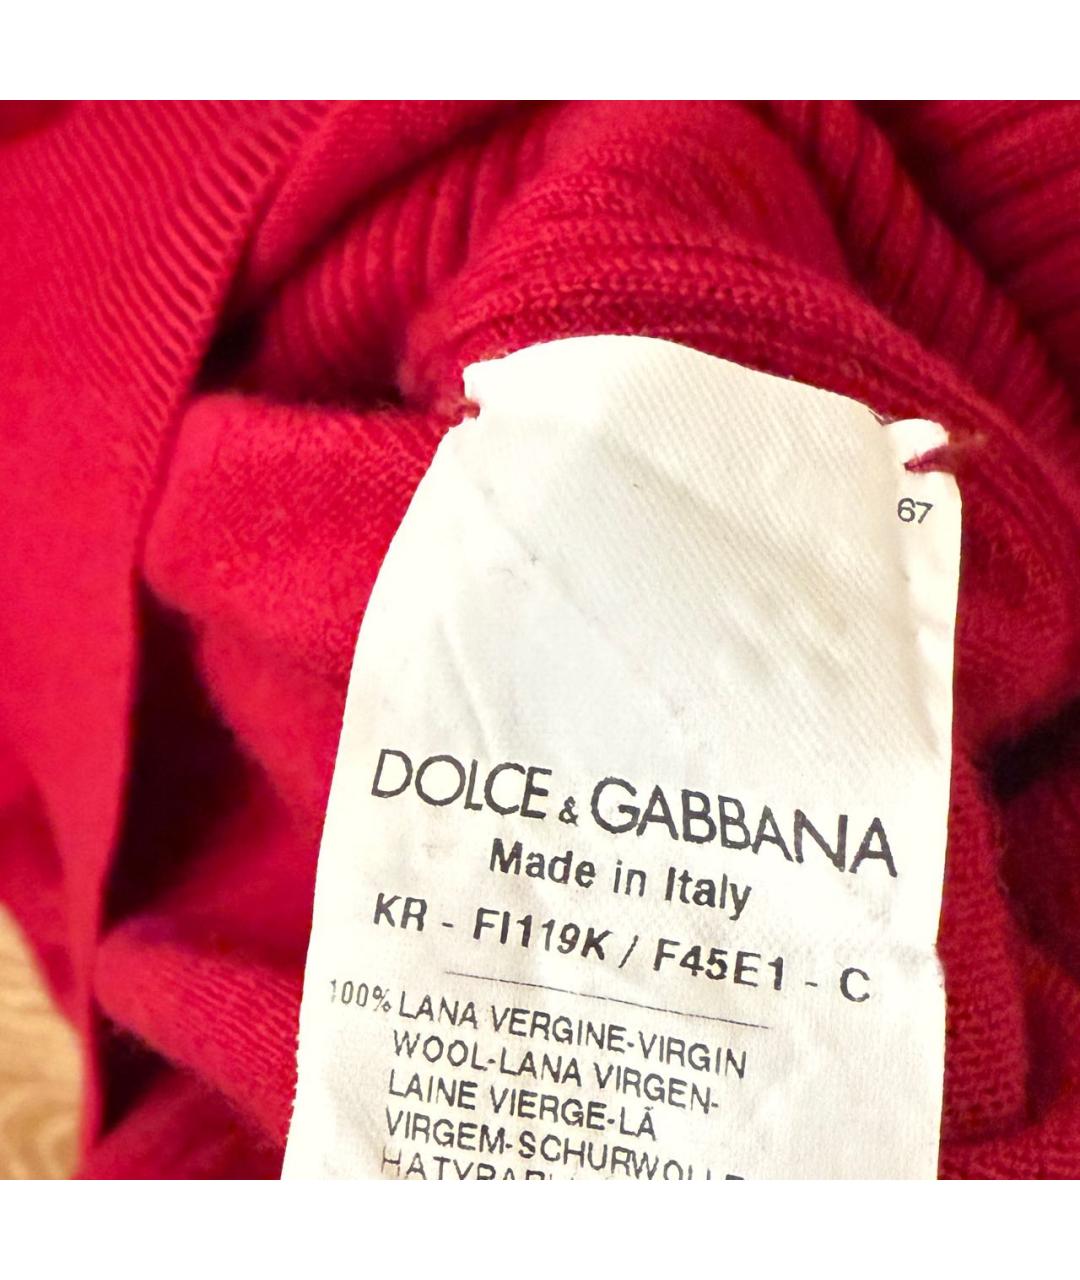 67
DOLCE & GABBANA
Made in Italy
KR - FI119K / F45E1 - C
100% LANA VERGINE-VIRGIN
WOOL-LANA VIRGEN-
LAINE VIERGE-LÃ
VIRGEM-SCHURWOLLE